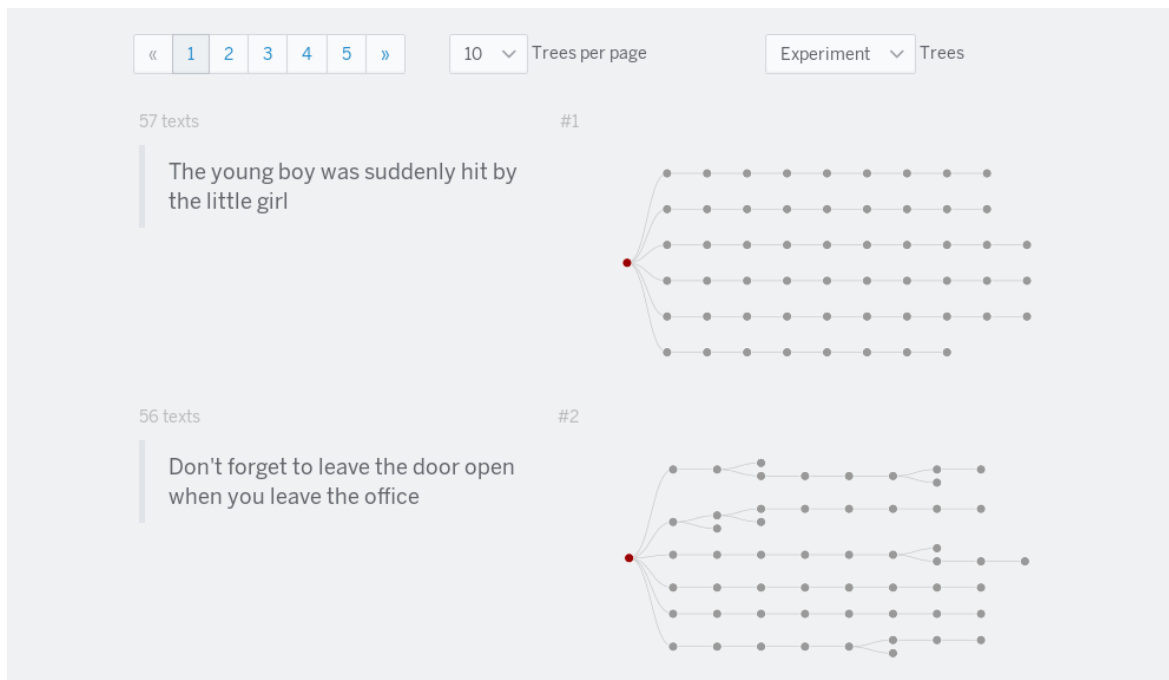 « 1 2 3 4 5 » 10 Trees per page Experiment Trees
57 texts #1
The young boy was suddenly hit by
the little girl
56 texts #2
Don't forget to leave the door open
when you leave the office